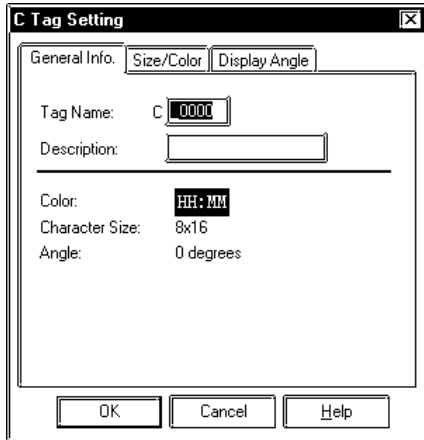 C Tag Setting
General Info. Size/Color Display Angle
Tag Name: C 0000
Description:
Color: HH:MM
Character Size: 8x16
Angle: 0 degrees
OK Cancel Help